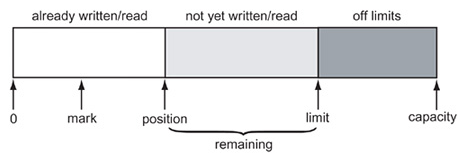 already written/read not yet written/read off limits
0 mark position limit capacity
remaining